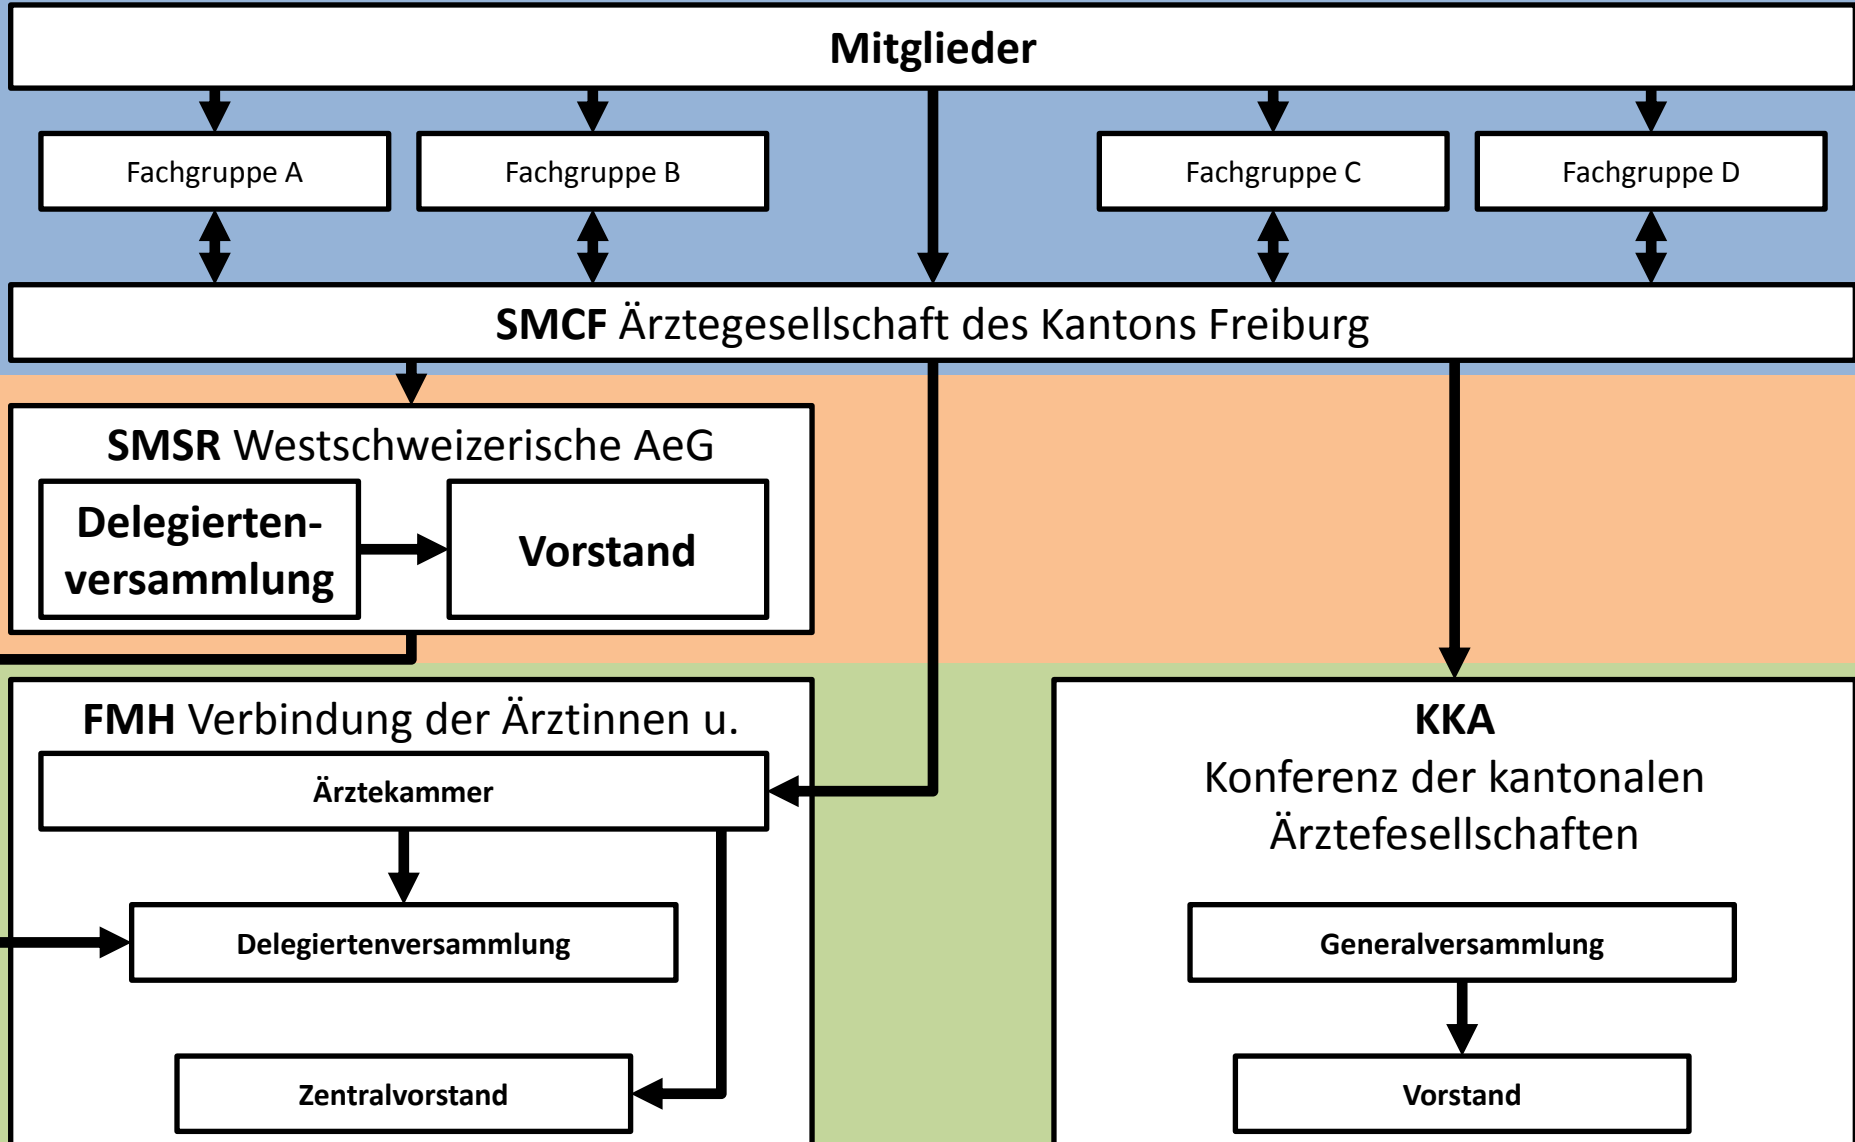 Mitglieder
Fachgruppe A
Fachgruppe B
Fachgruppe C
Fachgruppe D
SMCF Ärztegesellschaft des Kantons Freiburg
SMSR Westschweizerische AeG
Delegierten-
versammlung
Vorstand
FMH Verbindung der Ärztinnen u.
Ärztekammer
Delegiertenversammlung
Zentralvorstand
KKA
Konferenz der kantonalen
Ärztefesellschaften
Generalversammlung
Vorstand